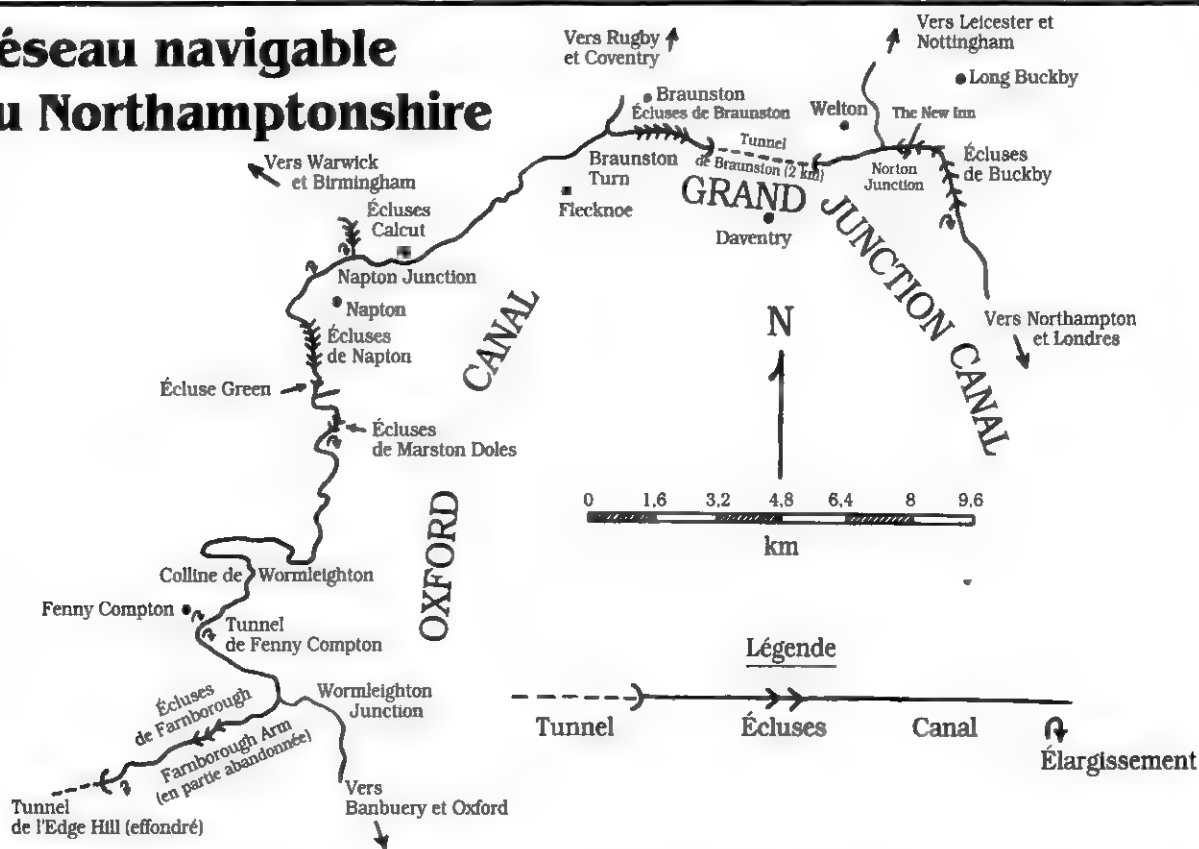 éseau navigable
u Northamptonshire
Vers Rugby
et Coventry
Vers Leicester et
Nottingham
Long Buckby
Braunston
Écluses de Braunston
Welton
The New Inn
Tunnel
de Braunston (2 km)
Braunston
Turn
Norton
Junction
Écluses
de Buckby
Vers Warwick
et Birmingham
Flecknoe
GRAND
JUNCTION CANAL
Daventry
Écluses
Calcut
Napton Junction
Napton
Écluses
de Napton
CANAL
N
Vers Northampton
et Londres
Écluse Green
Écluses
de Marston Doles
OXFORD
0 1,6 3,2 4,8 6,4 8 9,6
km
Colline de Wormleighton
Fenny Compton
Tunnel
de Fenny Compton
Légende
Tunnel
Écluses
Canal
Élargissement
Écluses
de Farnborough
Wormleighton
Junction
Farnborough Arm
(en partie abandonnée)
Tunnel
de l'Edge Hill (effondré)
Vers
Banbuery et Oxford